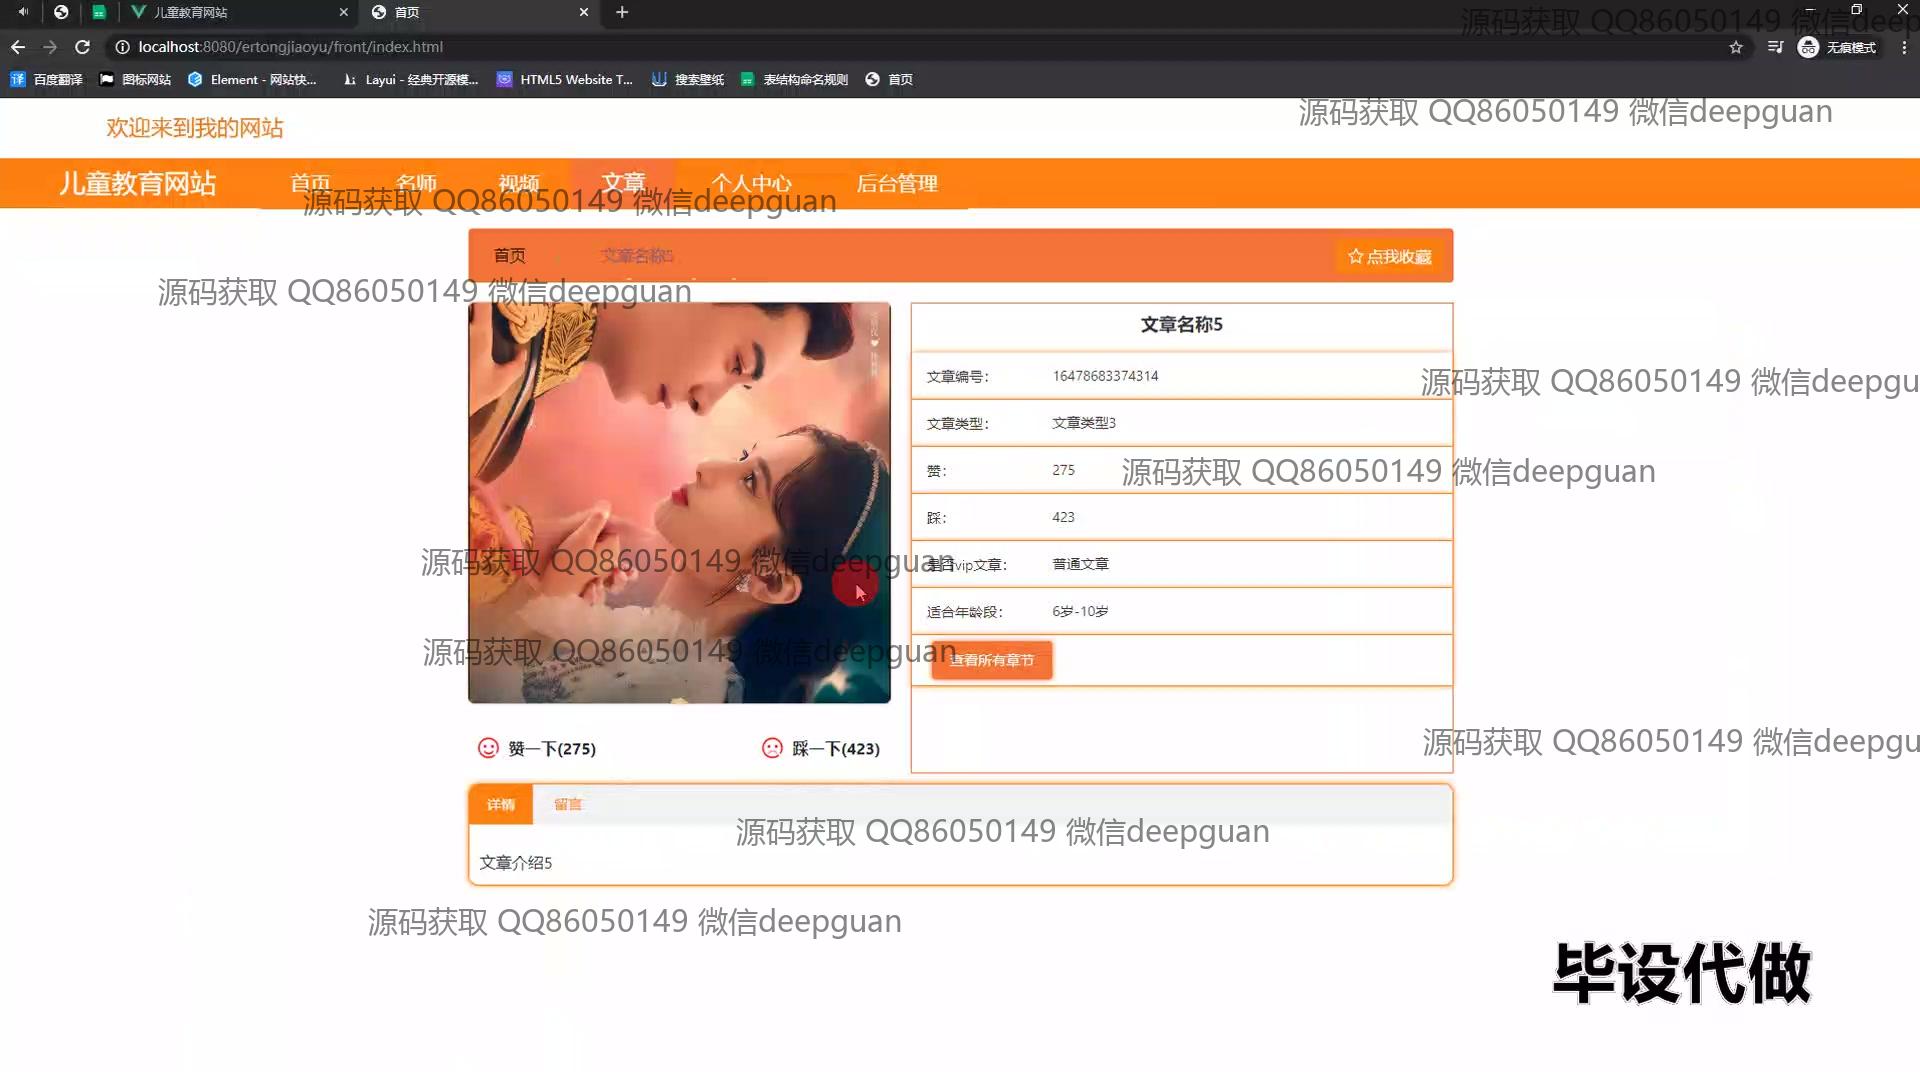 儿童教育网站
首页
localhost:8080/ertongjiaoyu/front/index.html
无痕模式
百度翻译
图标网站
Element - 网站快...
Layui - 经典开源模...
HTML5 Website T...
搜索壁纸
表结构命名规则
首页
源码获取 QQ86050149 微信deep
源码获取 QQ86050149 微信deepguan
欢迎来到我的网站
儿童教育网站
首页
名师
视频
文章
个人中心
后台管理
源码获取 QQ86050149 微信deepguan
首页
文章名称5
点我收藏
源码获取 QQ86050149 微信deepguan
文章名称5
文章编号: 16478683374314
源码获取 QQ86050149 微信deepgu
文章类型: 文章类型3
赞: 275
源码获取 QQ86050149 微信deepguan
踩: 423
源码获取 QQ86050149 微信deepguan
是否vip文章: 普通文章
适合年龄段: 6岁-10岁
源码获取 QQ86050149 微信deepguan
查看所有章节
赞一下(275)
踩一下(423)
源码获取 QQ86050149 微信deepgu
详情
留言
源码获取 QQ86050149 微信deepguan
文章介绍5
源码获取 QQ86050149 微信deepguan
毕设代做